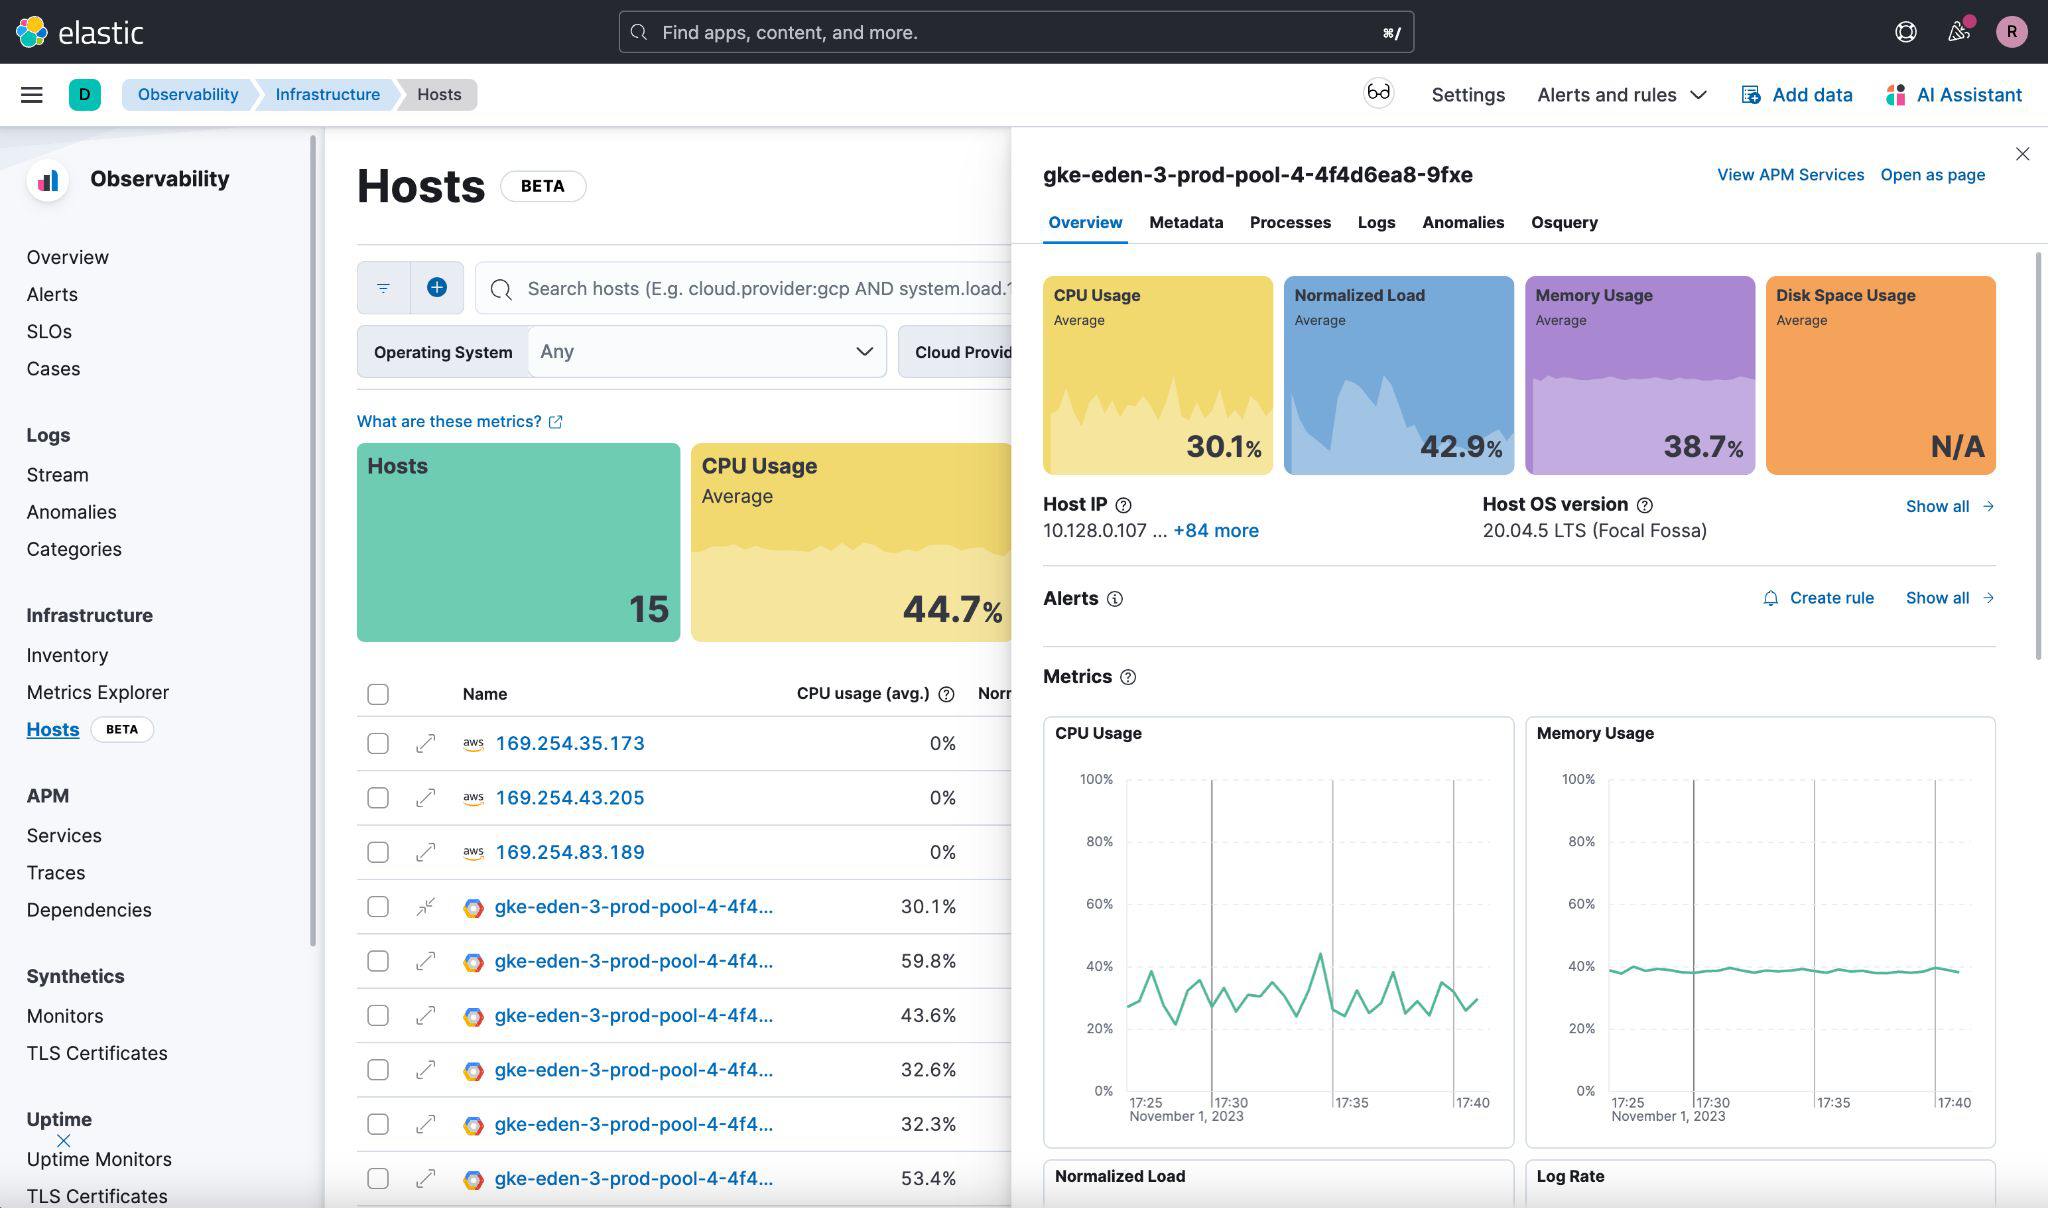 elastic
Find apps, content, and more.
⌘/
R
D
Observability
Infrastructure
Hosts
Settings
Alerts and rules
Add data
AI Assistant
Observability
Overview
Alerts
SLOs
Cases
Logs
Stream
Anomalies
Categories
Infrastructure
Inventory
Metrics Explorer
Hosts BETA
APM
Services
Traces
Dependencies
Synthetics
Monitors
TLS Certificates
Uptime
Uptime Monitors
TLS Certificates
Hosts BETA
Search hosts (E.g. cloud.provider:gcp AND system.load.
Operating System Any
Cloud Provid
What are these metrics?
Hosts
15
CPU Usage
Average
44.7%
Name CPU usage (avg.) Norr
aws 169.254.35.173 0%
aws 169.254.43.205 0%
aws 169.254.83.189 0%
gke-eden-3-prod-pool-4-4f4... 30.1%
gke-eden-3-prod-pool-4-4f4... 59.8%
gke-eden-3-prod-pool-4-4f4... 43.6%
gke-eden-3-prod-pool-4-4f4... 32.6%
gke-eden-3-prod-pool-4-4f4... 32.3%
gke-eden-3-prod-pool-4-4f4... 53.4%
gke-eden-3-prod-pool-4-4f4d6ea8-9fxe
View APM Services Open as page
Overview Metadata Processes Logs Anomalies Osquery
CPU Usage
Average
30.1%
Normalized Load
Average
42.9%
Memory Usage
Average
38.7%
Disk Space Usage
Average
N/A
Host IP
10.128.0.107 ... +84 more
Host OS version
20.04.5 LTS (Focal Fossa)
Show all
Alerts
Create rule
Show all
Metrics
CPU Usage
100%
80%
60%
40%
20%
0%
17:25 17:30 17:35 17:40
November 1, 2023
Memory Usage
100%
80%
60%
40%
20%
0%
17:25 17:30 17:35 17:40
November 1, 2023
Normalized Load
Log Rate